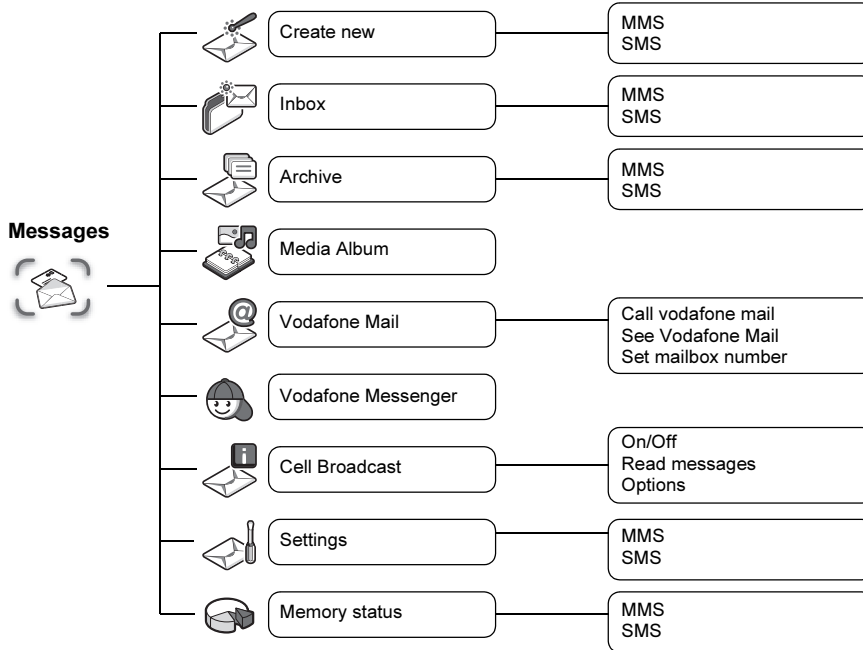 Messages
Create new
MMS
SMS
Inbox
MMS
SMS
Archive
MMS
SMS
Media Album
Vodafone Mail
Call vodafone mail
See Vodafone Mail
Set mailbox number
Vodafone Messenger
Cell Broadcast
On/Off
Read messages
Options
Settings
MMS
SMS
Memory status
MMS
SMS